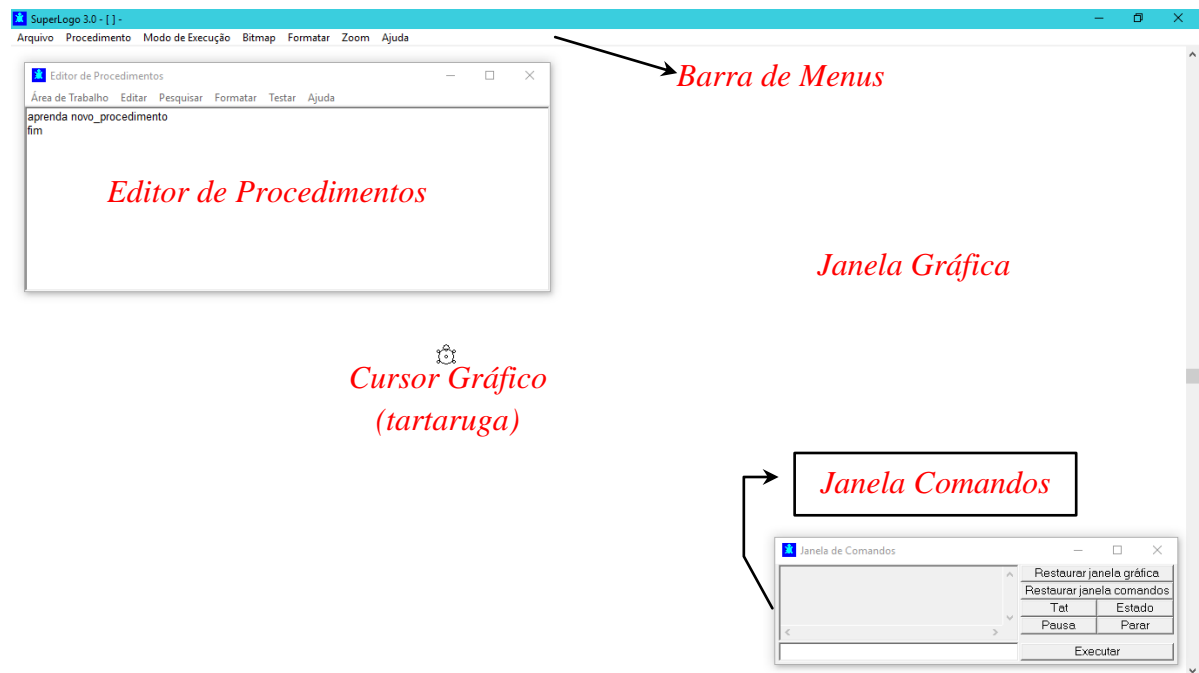 SuperLogo 3.0 - [ ] -
Arquivo Procedimento Modo de Execução Bitmap Formatar Zoom Ajuda
Barra de Menus
Editor de Procedimentos
Área de Trabalho Editar Pesquisar Formatar Testar Ajuda
aprenda novo_procedimento
fim
Editor de Procedimentos
Janela Gráfica
Cursor Gráfico
(tartaruga)
Janela Comandos
Janela de Comandos
Restaurar janela gráfica
Restaurar janela comandos
Tat Estado
Pausa Parar
Executar